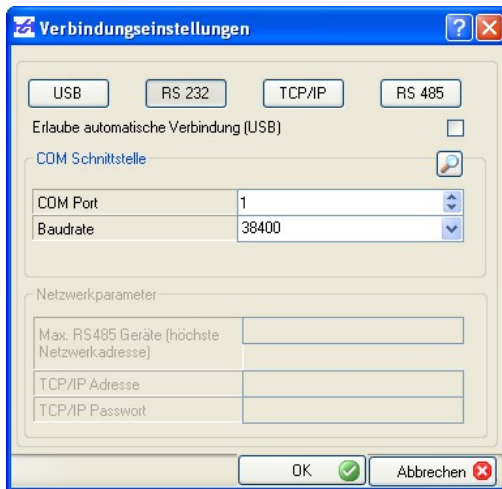 Verbindungseinstellungen
USB RS 232 TCP/IP RS 485
Erlaube automatische Verbindung (USB)
COM Schnittstelle
COM Port 1
Baudrate 38400
Netzwerkparameter
Max. RS485 Geräte (höchste
Netzwerkadresse)
TCP/IP Adresse
TCP/IP Passwort
OK Abbrechen